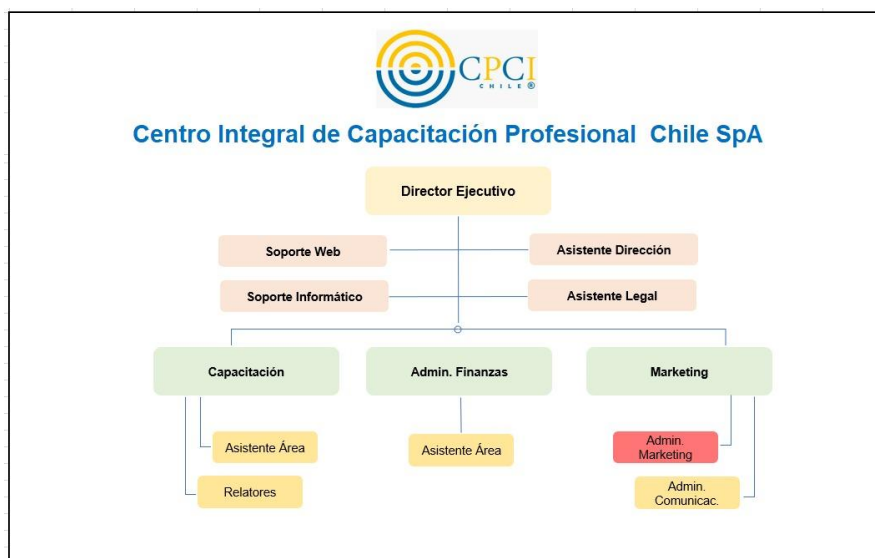 CPCI
CHILE®
Centro Integral de Capacitación Profesional Chile SpA
Director Ejecutivo
Soporte Web
Asistente Dirección
Soporte Informático
Asistente Legal
Capacitación
Admin. Finanzas
Marketing
Asistente Área
Asistente Área
Admin.
Marketing
Relatores
Admin.
Comunicac.